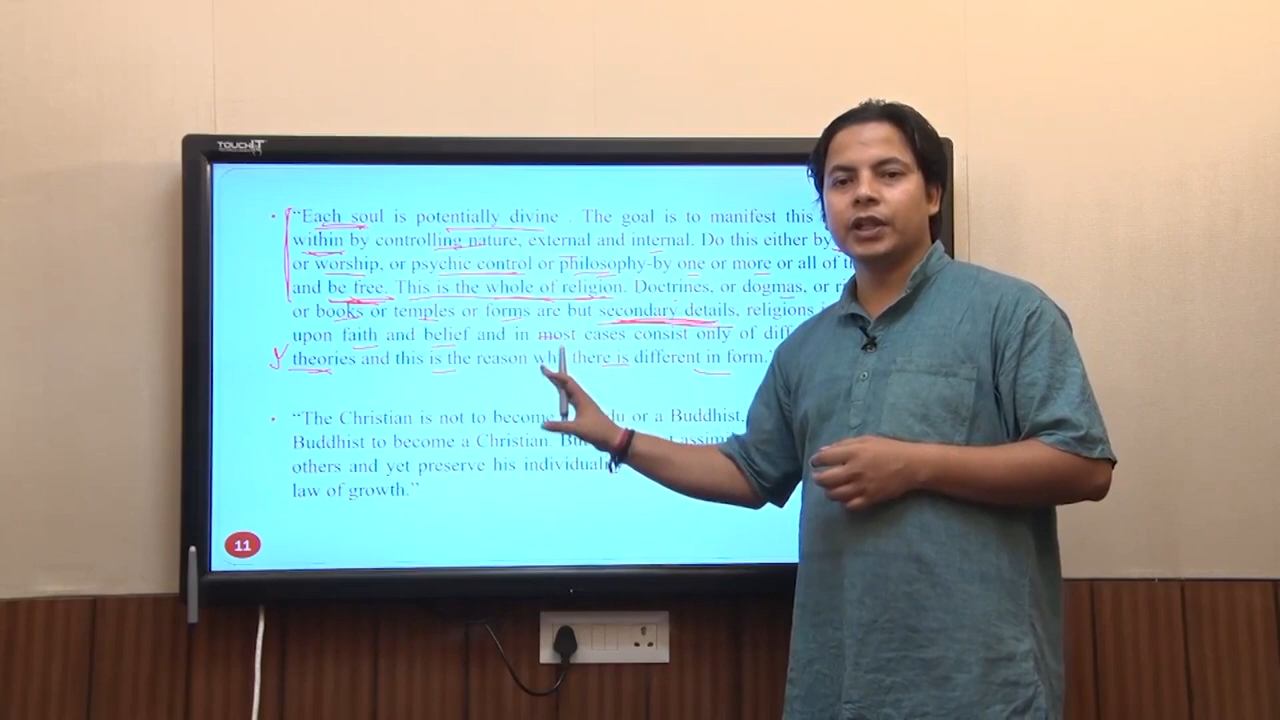 TOUCHIT
• “Each soul is potentially divine . The goal is to manifest this
within by controlling nature, external and internal. Do this either by
or worship, or psychic control or philosophy-by one or more or all of
and be free. This is the whole of religion. Doctrines, or dogmas, or
or books or temples or forms are but secondary details, religions
upon faith and belief and in most cases consist only of
theories and this is the reason why there is different in form.
• “The Christian is not to become or a Buddhist,
Buddhist to become a Christian.
others and yet preserve his individuality
law of growth.”
11